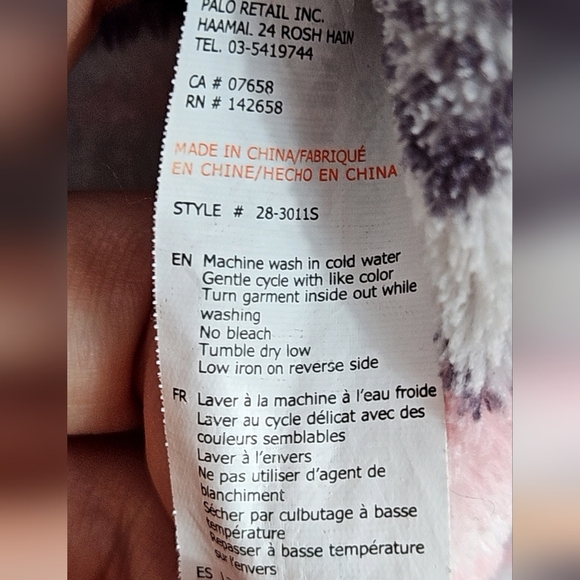 PALO RETAIL INC.
HAAMAL 24 ROSH HAIN
TEL. 03-5419744
CA # 07658
RN # 142658
MADE IN CHINA/FABRIQUÉ
EN CHINE/HECHO EN CHINA
STYLE # 28-3011S
EN Machine wash in cold water
Gentle cycle with like color
Turn garment inside out while
washing
No bleach
Tumble dry low
Low iron on reverse side
FR Laver à la machine à l'eau froide
Laver au cycle délicat avec des
couleurs semblables
Laver à l'envers
Ne pas utiliser d'agent de
blanchiment
Sécher par culbutage à basse
température
Repasser à basse température
sur l'envers
ES